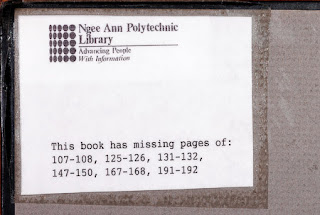 Ngee Ann Polytechnic
Library
Advancing People
With Information
This book has missing pages of:
107-108, 125-126, 131-132,
147-150, 167-168, 191-192